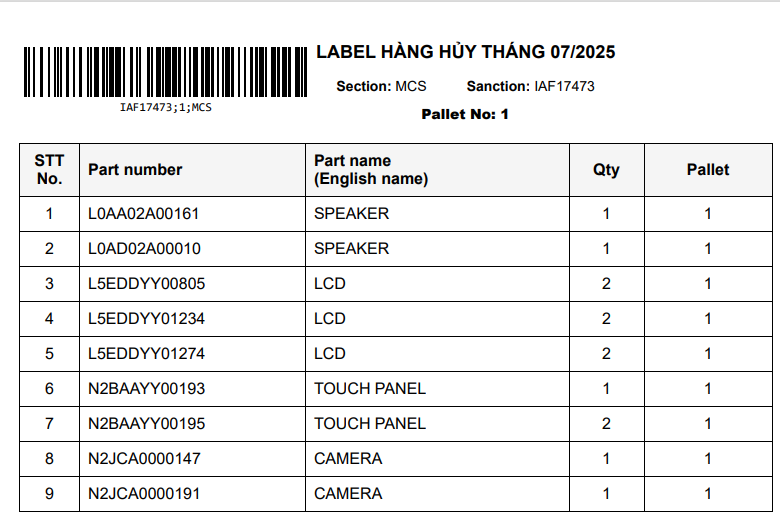 LABEL HÀNG HỦY THÁNG 07/2025
Section: MCS Sanction: IAF17473
IAF17473;1;MCS
Pallet No: 1
STT No. Part number Part name (English name) Qty Pallet
1 L0AA02A00161 SPEAKER 1 1
2 L0AD02A00010 SPEAKER 1 1
3 L5EDDYY00805 LCD 2 1
4 L5EDDYY01234 LCD 2 1
5 L5EDDYY01274 LCD 2 1
6 N2BAAYY00193 TOUCH PANEL 1 1
7 N2BAAYY00195 TOUCH PANEL 2 1
8 N2JCA0000147 CAMERA 1 1
9 N2JCA0000191 CAMERA 1 1